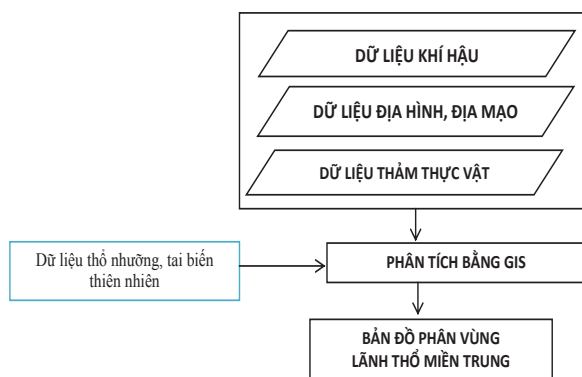 DỮ LIỆU KHÍ HẬU
DỮ LIỆU ĐỊA HÌNH, ĐỊA MẠO
DỮ LIỆU THẢM THỰC VẬT
Dữ liệu thổ nhưỡng, tai biến
thiên nhiên
PHÂN TÍCH BẰNG GIS
BẢN ĐỒ PHÂN VÙNG
LÃNH THỔ MIỀN TRUNG